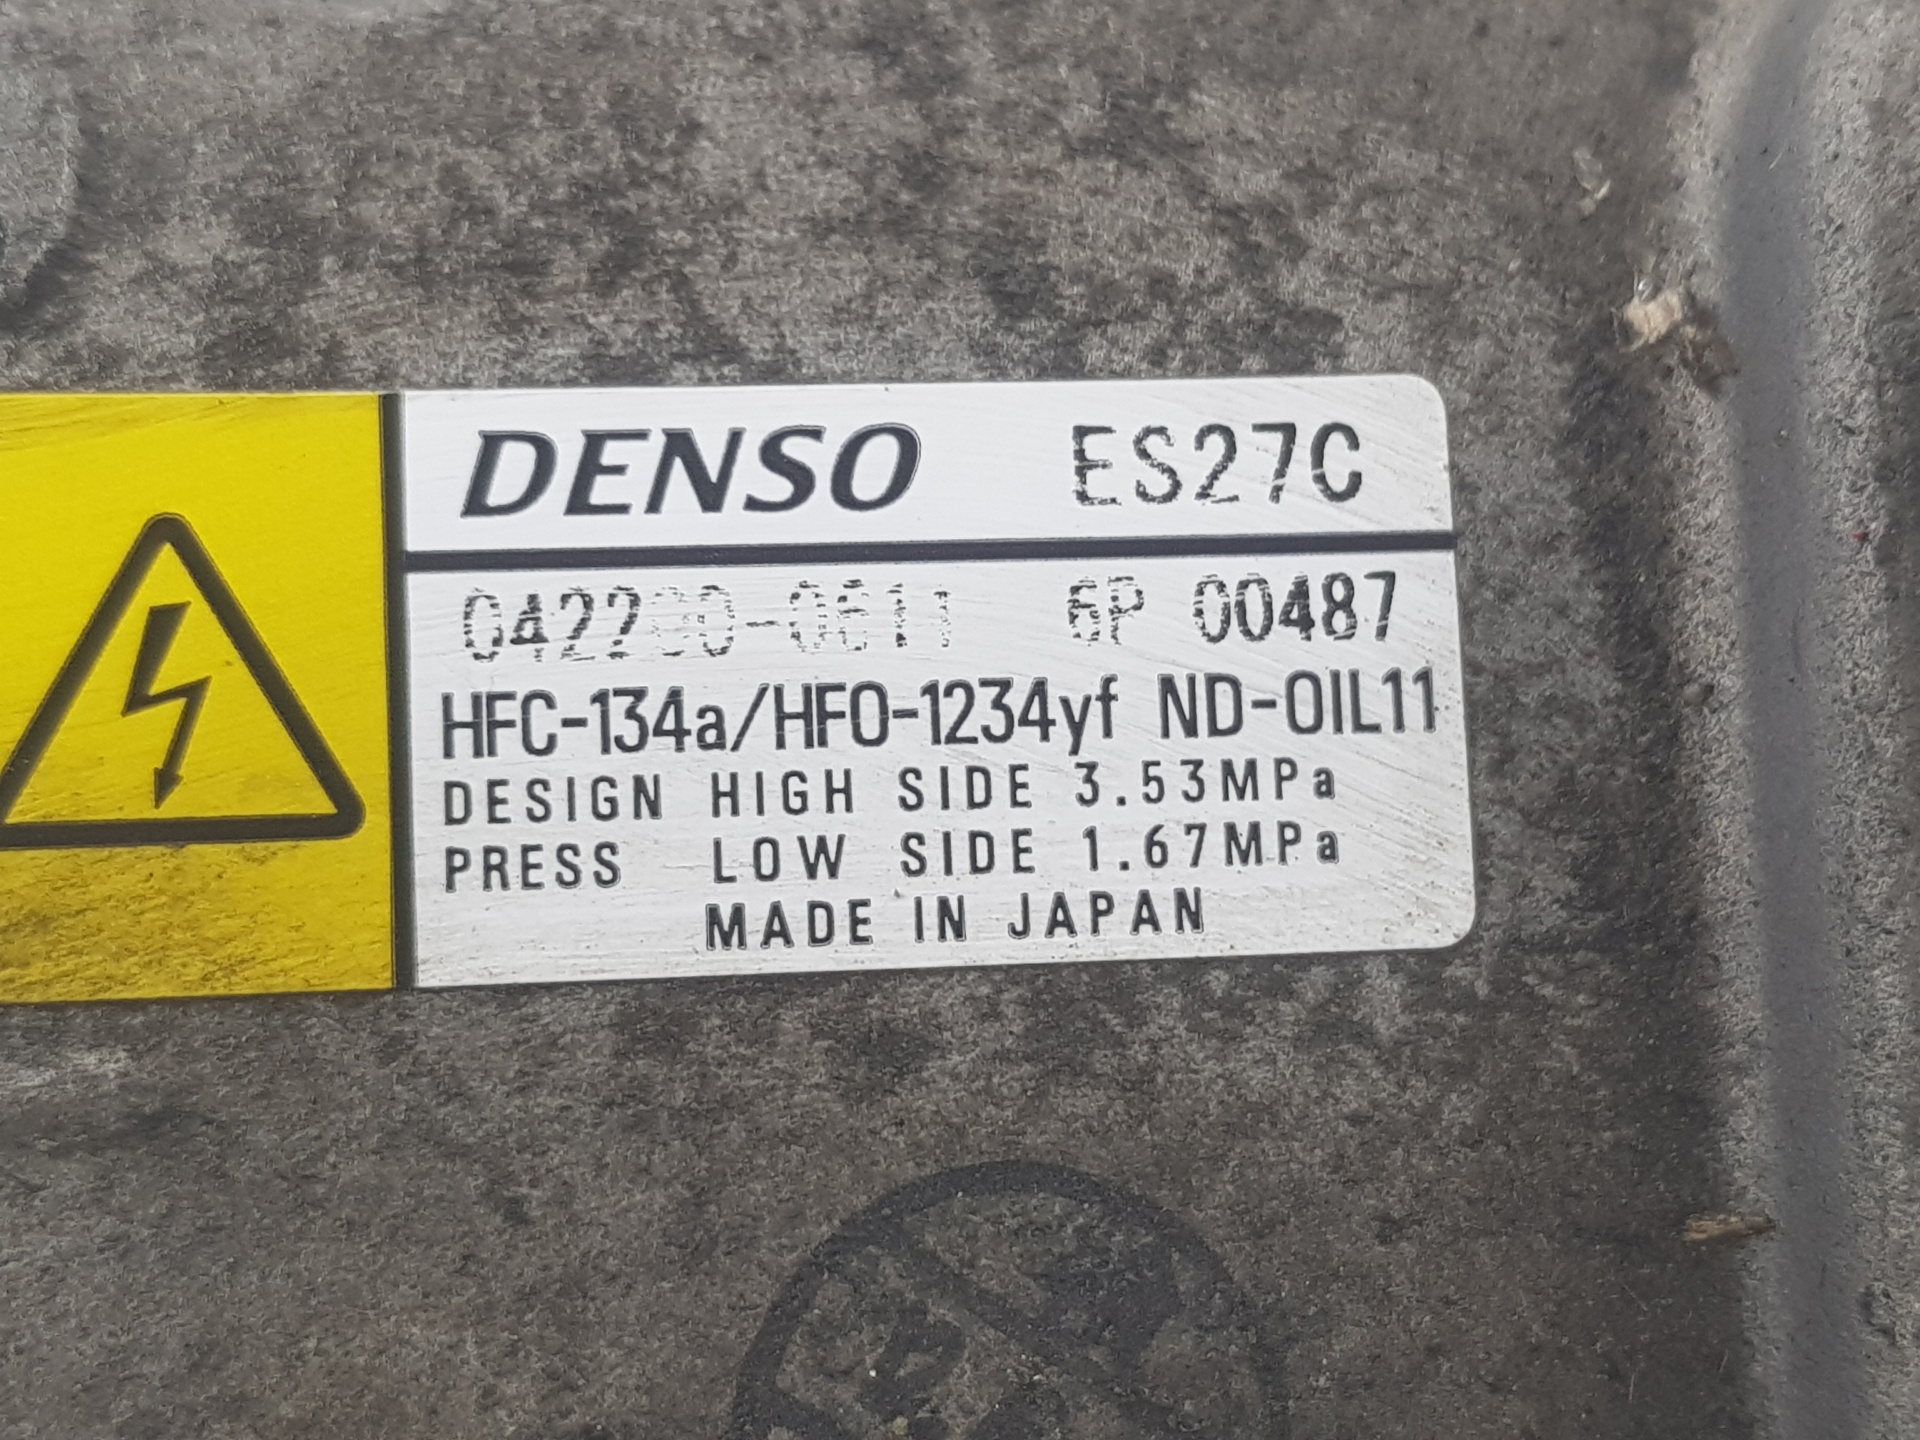 DENSO ES27C
00487
HFC-134a/HFO-1234yf ND-OIL11
DESIGN HIGH SIDE 3.53MPa
PRESS LOW SIDE 1.67MPa
MADE IN JAPAN